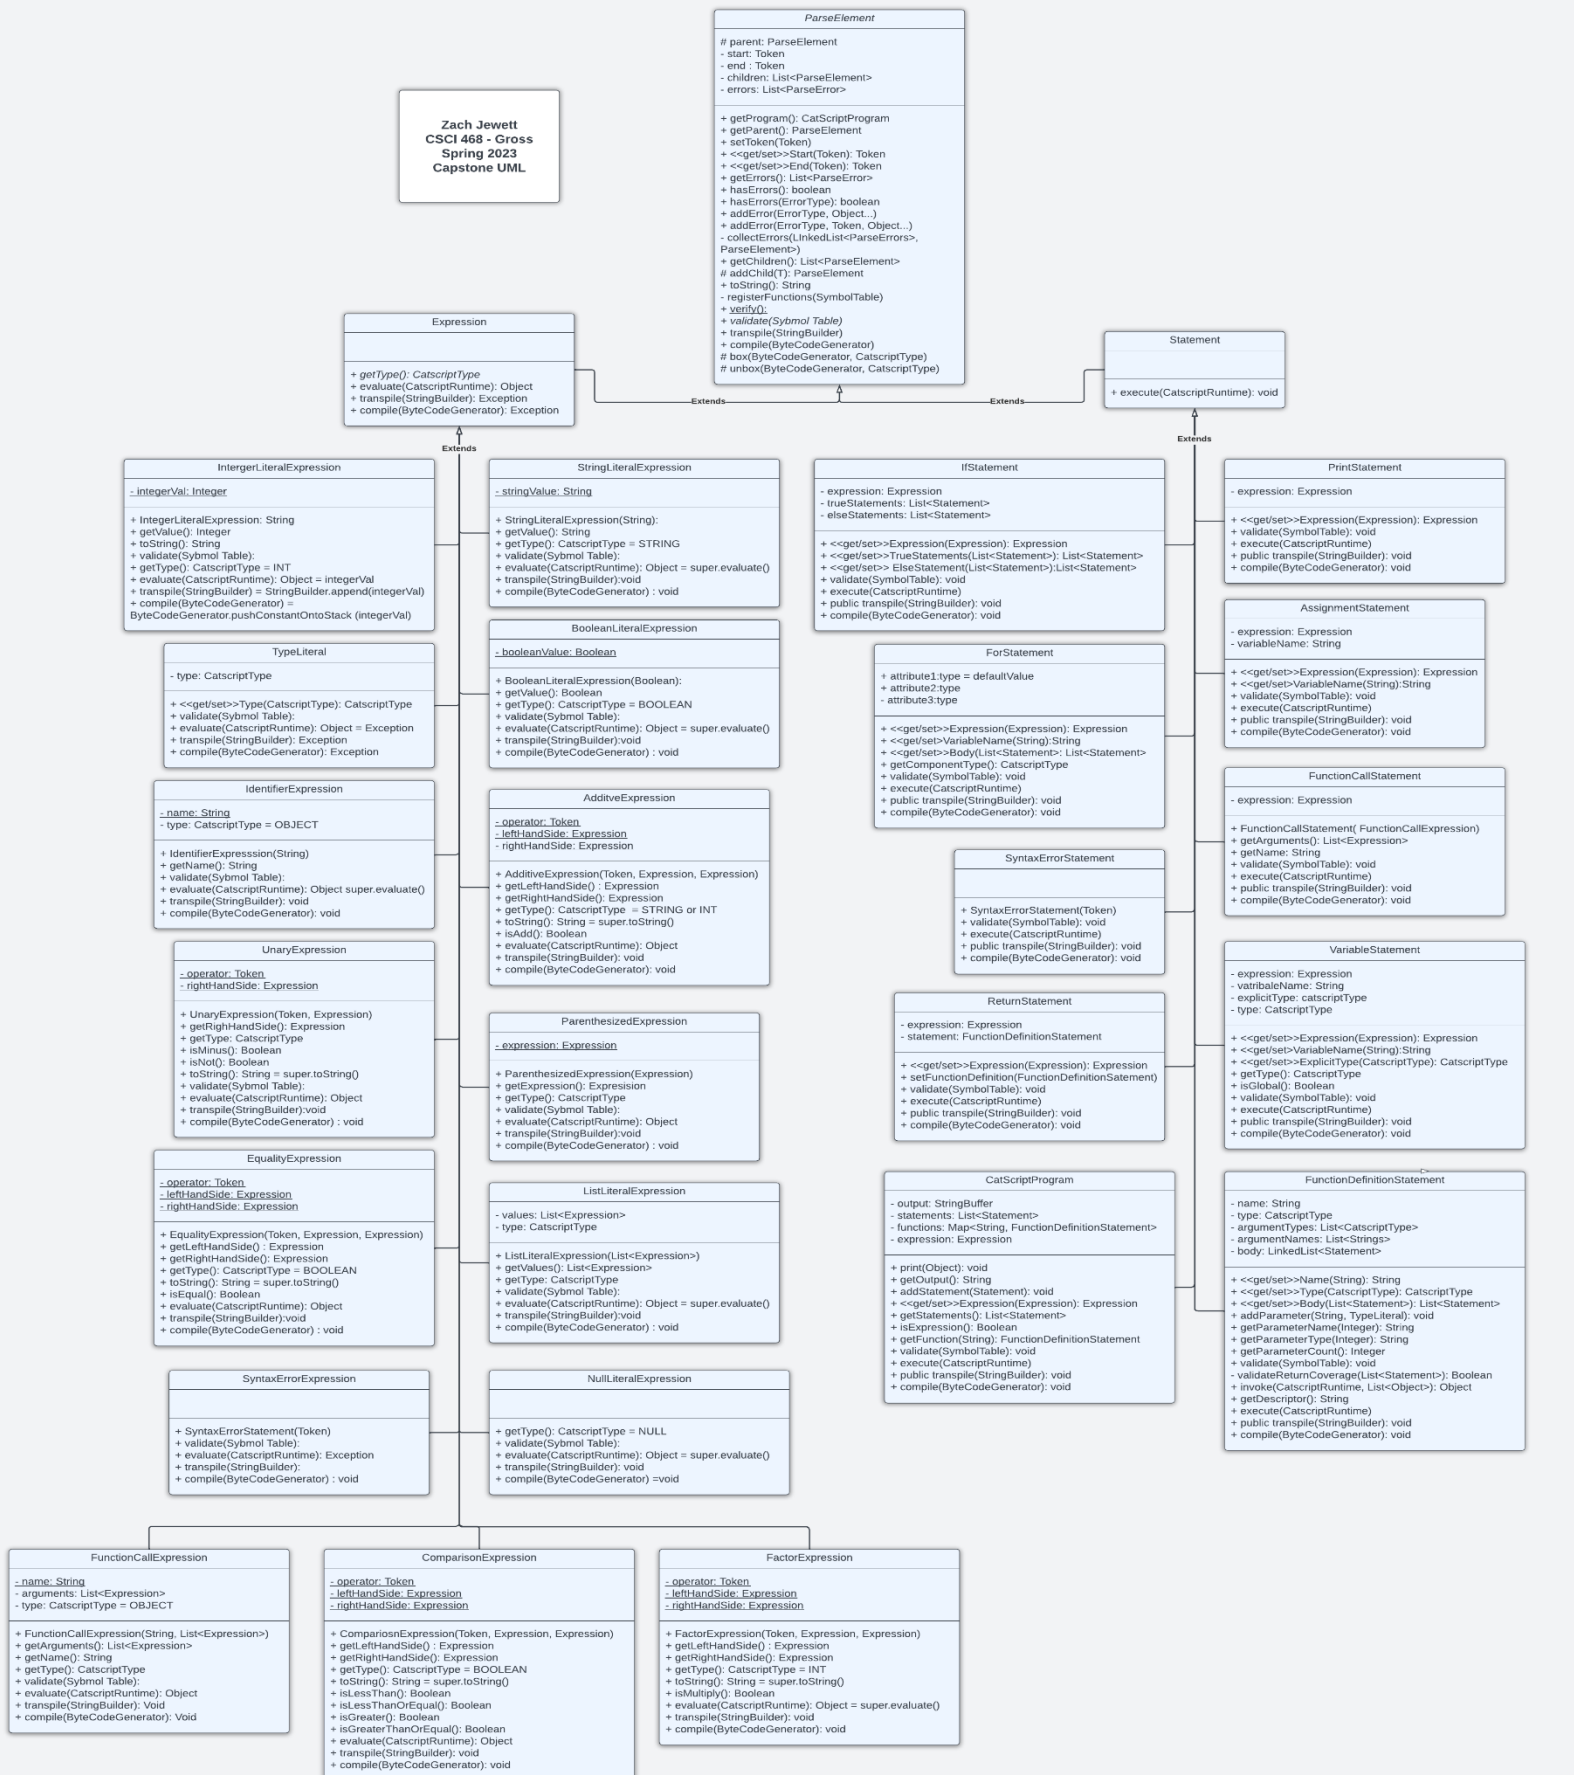 ParseElement
# parent: ParseElement
- start: Token
- end : Token
- children: List<ParseElement>
- errors: List<ParseError>
+ getProgram(): CatScriptProgram
+ getParent(): ParseElement
+ setToken(Token)
+ <<get/set>>Start(Token): Token
+ <<get/set>>End(Token): Token
+ getErrors(): List<ParseError>
+ hasErrors(): boolean
+ hasErrors(ErrorType): boolean
+ addError(ErrorType, Object...)
+ addError(ErrorType, Token, Object...)
- collectErrors(LInkedList<ParseErrors>,
ParseElement>)
+ getChildren(): List<ParseElement>
# addChild(T): ParseElement
+ toString(): String
- registerFunctions(SymbolTable)
+ verify():
+ validate(Sybmol Table)
+ transpile(StringBuilder)
+ compile(ByteCodeGenerator)
# box(ByteCodeGenerator, CatscriptType)
# unbox(ByteCodeGenerator, CatscriptType)
Zach Jewett
CSCI 468 - Gross
Spring 2023
Capstone UML
Expression
+ getType(): CatscriptType
+ evaluate(CatscriptRuntime): Object
+ transpile(StringBuilder): Exception
+ compile(ByteCodeGenerator): Exception
Statement
+ execute(CatscriptRuntime): void
Extends
Extends
Extends
Extends
IntergerLiteralExpression
- integerVal: Integer
+ IntegerLiteralExpression: String
+ getValue(): Integer
+ toString(): String
+ validate(Sybmol Table):
+ getType(): CatscriptType = INT
+ evaluate(CatscriptRuntime): Object = integerVal
+ transpile(StringBuilder) = StringBuilder.append(integerVal)
+ compile(ByteCodeGenerator) =
ByteCodeGenerator.pushConstantOntoStack (integerVal)
StringLiteralExpression
- stringValue: String
+ StringLiteralExpression(String):
+ getValue(): String
+ getType(): CatscriptType = STRING
+ validate(Sybmol Table):
+ evaluate(CatscriptRuntime): Object = super.evaluate()
+ transpile(StringBuilder):void
+ compile(ByteCodeGenerator) : void
IfStatement
- expression: Expression
- trueStatements: List<Statement>
- elseStatements: List<Statement>
+ <<get/set>>Expression(Expression): Expression
+ <<get/set>>TrueStatements(List<Statement>): List<Statement>
+ <<get/set>> ElseStatement(List<Statement>):List<Statement>
+ validate(SymbolTable): void
+ execute(CatscriptRuntime)
+ public transpile(StringBuilder): void
+ compile(ByteCodeGenerator): void
PrintStatement
- expression: Expression
+ <<get/set>>Expression(Expression): Expression
+ validate(SymbolTable): void
+ execute(CatscriptRuntime)
+ public transpile(StringBuilder): void
+ compile(ByteCodeGenerator): void
TypeLiteral
- type: CatscriptType
+ <<get/set>>Type(CatscriptType): CatscriptType
+ validate(Sybmol Table):
+ evaluate(CatscriptRuntime): Object = Exception
+ transpile(StringBuilder): Exception
+ compile(ByteCodeGenerator): Exception
BooleanLiteralExpression
- booleanValue: Boolean
+ BooleanLiteralExpression(Boolean):
+ getValue(): Boolean
+ getType(): CatscriptType = BOOLEAN
+ validate(Sybmol Table):
+ evaluate(CatscriptRuntime): Object = super.evaluate()
+ transpile(StringBuilder):void
+ compile(ByteCodeGenerator) : void
ForStatement
+ attribute1:type = defaultValue
+ attribute2:type
- attribute3:type
+ <<get/set>>Expression(Expression): Expression
+ <<get/set>VariableName(String):String
+ <<get/set>>Body(List<Statement>: List<Statement>
+ getComponentType(): CatscriptType
+ validate(SymbolTable): void
+ execute(CatscriptRuntime)
+ public transpile(StringBuilder): void
+ compile(ByteCodeGenerator): void
AssignmentStatement
- expression: Expression
- variableName: String
+ <<get/set>>Expression(Expression): Expression
+ <<get/set>VariableName(String):String
+ validate(SymbolTable): void
+ execute(CatscriptRuntime)
+ public transpile(StringBuilder): void
+ compile(ByteCodeGenerator): void
IdentifierExpression
- name: String
- type: CatscriptType = OBJECT
+ IdentifierExpresssion(String)
+ getName(): String
+ validate(Sybmol Table):
+ evaluate(CatscriptRuntime): Object super.evaluate()
+ transpile(StringBuilder): void
+ compile(ByteCodeGenerator): void
AdditveExpression
- operator: Token
- leftHandSide: Expression
- rightHandSide: Expression
+ AdditiveExpression(Token, Expression, Expression)
+ getLeftHandSide() : Expression
+ getRightHandSide(): Expression
+ getType(): CatscriptType  = STRING or INT
+ toString(): String = super.toString()
+ isAdd(): Boolean
+ evaluate(CatscriptRuntime): Object
+ transpile(StringBuilder): void
+ compile(ByteCodeGenerator): void
SyntaxErrorStatement
+ SyntaxErrorStatement(Token)
+ validate(SymbolTable): void
+ execute(CatscriptRuntime)
+ public transpile(StringBuilder): void
+ compile(ByteCodeGenerator): void
FunctionCallStatement
- expression: Expression
+ FunctionCallStatement( FunctionCallExpression)
+ getArguments(): List<Expression>
+ getName: String
+ validate(SymbolTable): void
+ execute(CatscriptRuntime)
+ public transpile(StringBuilder): void
+ compile(ByteCodeGenerator): void
UnaryExpression
- operator: Token
- rightHandSide: Expression
+ UnaryExpression(Token, Expression)
+ getRighHandSide(): Expression
+ getType: CatscriptType
+ isMinus(): Boolean
+ isNot(): Boolean
+ toString(): String = super.toString()
+ validate(Sybmol Table):
+ evaluate(CatscriptRuntime): Object
+ transpile(StringBuilder):void
+ compile(ByteCodeGenerator) : void
ParenthesizedExpression
- expression: Expression
+ ParenthesizedExpression(Expression)
+ getExpression(): Expresision
+ getType(): CatscriptType
+ validate(Sybmol Table):
+ evaluate(CatscriptRuntime): Object
+ transpile(StringBuilder):void
+ compile(ByteCodeGenerator) : void
ReturnStatement
- expression: Expression
- statement: FunctionDefinitionStatement
+ <<get/set>>Expression(Expression): Expression
+ setFunctionDefinition(FunctionDefinitionSatement)
+ validate(SymbolTable): void
+ execute(CatscriptRuntime)
+ public transpile(StringBuilder): void
+ compile(ByteCodeGenerator): void
VariableStatement
- expression: Expression
- vatribaleName: String
- explicitType: catscriptType
- type: CatscriptType
+ <<get/set>>Expression(Expression): Expression
+ <<get/set>VariableName(String):String
+ <<get/set>>ExplicitType(CatscriptType): CatscriptType
+ getType(): CatscriptType
+ isGlobal(): Boolean
+ validate(SymbolTable): void
+ execute(CatscriptRuntime)
+ public transpile(StringBuilder): void
+ compile(ByteCodeGenerator): void
EqualityExpression
- operator: Token
- leftHandSide: Expression
- rightHandSide: Expression
+ EqualityExpression(Token, Expression, Expression)
+ getLeftHandSide() : Expression
+ getRightHandSide(): Expression
+ getType(): CatscriptType = BOOLEAN
+ toString(): String = super.toString()
+ isEqual(): Boolean
+ evaluate(CatscriptRuntime): Object
+ transpile(StringBuilder):void
+ compile(ByteCodeGenerator) : void
ListLiteralExpression
- values: List<Expression>
- type: CatscriptType
+ ListLiteralExpression(List<Expression>)
+ getValues(): List<Expression>
+ getType: CatscriptType
+ validate(Sybmol Table):
+ evaluate(CatscriptRuntime): Object = super.evaluate()
+ transpile(StringBuilder):void
+ compile(ByteCodeGenerator) : void
CatScriptProgram
- output: StringBuffer
- statements: List<Statement>
- functions: Map<String, FunctionDefinitionStatement>
- expression: Expression
+ print(Object): void
+ getOutput(): String
+ addStatement(Statement): void
+ <<get/set>>Expression(Expression): Expression
+ getStatements(): List<Statement>
+ isExpression(): Boolean
+ getFunction(String): FunctionDefinitionStatement
+ validate(SymbolTable): void
+ execute(CatscriptRuntime)
+ public transpile(StringBuilder): void
+ compile(ByteCodeGenerator): void
FunctionDefinitionStatement
- name: String
- type: CatscriptType
- argumentTypes: List<CatscriptType>
- argumentNames: List<Strings>
- body: LinkedList<Statement>
+ <<get/set>>Name(String): String
+ <<get/set>>Type(CatscriptType): CatscriptType
+ <<get/set>>Body(List<Statement>): List<Statement>
+ addParameter(String, TypeLiteral): void
+ getParameterName(Integer): String
+ getParameterType(Integer): String
+ getParameterCount(): Integer
+ validate(SymbolTable): void
- validateReturnCoverage(List<Statement>): Boolean
+ invoke(CatscriptRuntime, List<Object>): Object
+ getDescriptor(): String
+ execute(CatscriptRuntime)
+ public transpile(StringBuilder): void
+ compile(ByteCodeGenerator): void
SyntaxErrorExpression
+ SyntaxErrorStatement(Token)
+ validate(Sybmol Table):
+ evaluate(CatscriptRuntime): Exception
+ transpile(StringBuilder):
+ compile(ByteCodeGenerator) : void
NullLiteralExpression
+ getType(): CatscriptType = NULL
+ validate(Sybmol Table):
+ evaluate(CatscriptRuntime): Object = super.evaluate()
+ transpile(StringBuilder): void
+ compile(ByteCodeGenerator) =void
FunctionCallExpression
- name: String
- arguments: List<Expression>
- type: CatscriptType = OBJECT
+ FunctionCallExpression(String, List<Expression>)
+ getArguments(): List<Expression>
+ getName(): String
+ getType(): CatscriptType
+ validate(Sybmol Table):
+ evaluate(CatscriptRuntime): Object
+ transpile(StringBuilder): Void
+ compile(ByteCodeGenerator): Void
ComparisonExpression
- operator: Token
- leftHandSide: Expression
- rightHandSide: Expression
+ CompariosnExpression(Token, Expression, Expression)
+ getLeftHandSide() : Expression
+ getRightHandSide(): Expression
+ getType(): CatscriptType = BOOLEAN
+ toString(): String = super.toString()
+ isLessThan(): Boolean
+ isLessThanOrEqual(): Boolean
+ isGreater(): Boolean
+ isGreaterThanOrEqual(): Boolean
+ evaluate(CatscriptRuntime): Object
+ transpile(StringBuilder): void
+ compile(ByteCodeGenerator): void
FactorExpression
- operator: Token
- leftHandSide: Expression
- rightHandSide: Expression
+ FactorExpression(Token, Expression, Expression)
+ getLeftHandSide() : Expression
+ getRightHandSide(): Expression
+ getType(): CatscriptType = INT
+ toString(): String = super.toString()
+ isMultiply(): Boolean
+ evaluate(CatscriptRuntime): Object = super.evaluate()
+ transpile(StringBuilder): void
+ compile(ByteCodeGenerator): void